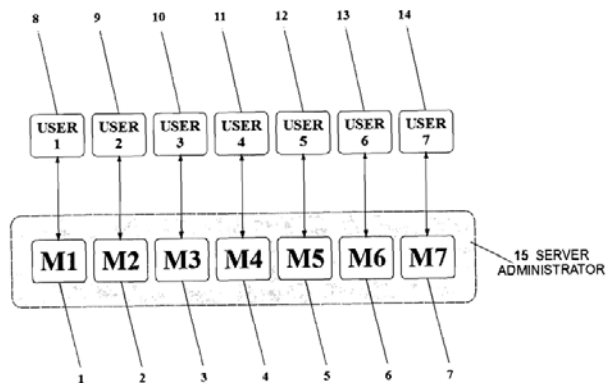 8 9 10 11 12 13 14
USER 1 USER 2 USER 3 USER 4 USER 5 USER 6 USER 7
M1 M2 M3 M4 M5 M6 M7
15 SERVER
ADMINISTRATOR
1 2 3 4 5 6 7